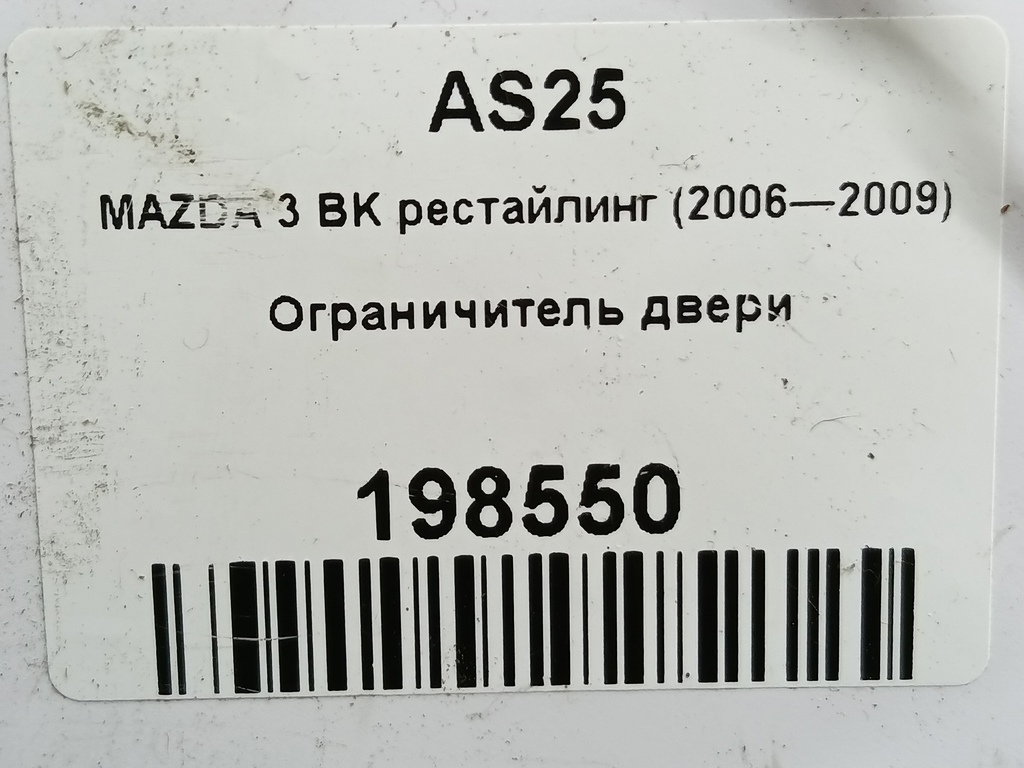 AS25
MAZDA 3 BK рестайлинг (2006—2009)
Ограничитель двери
198550